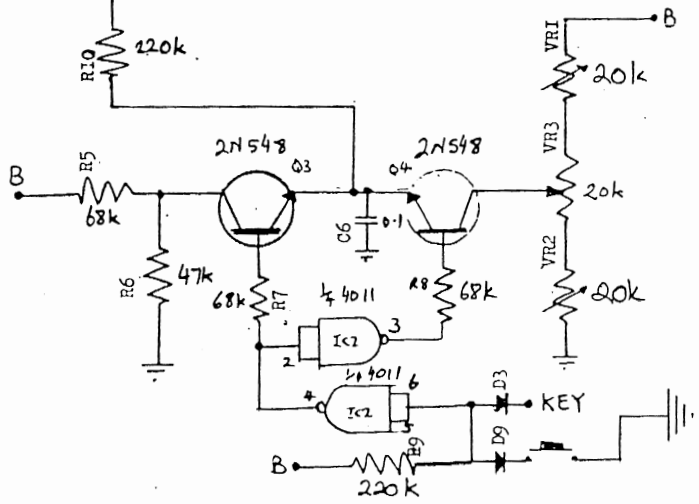 B
VR1
R10
220k
20k
2N548
2N548
VR3
R5
Q3
Q4
B
20k
68k
C6
0.1
VR2
R6
47k
68k
R7
¼ 4011
R8
68k
20k
IC2
3
2
¼ 4011
4
6
IC2
5
D3
KEY
R9
D9
B
220k